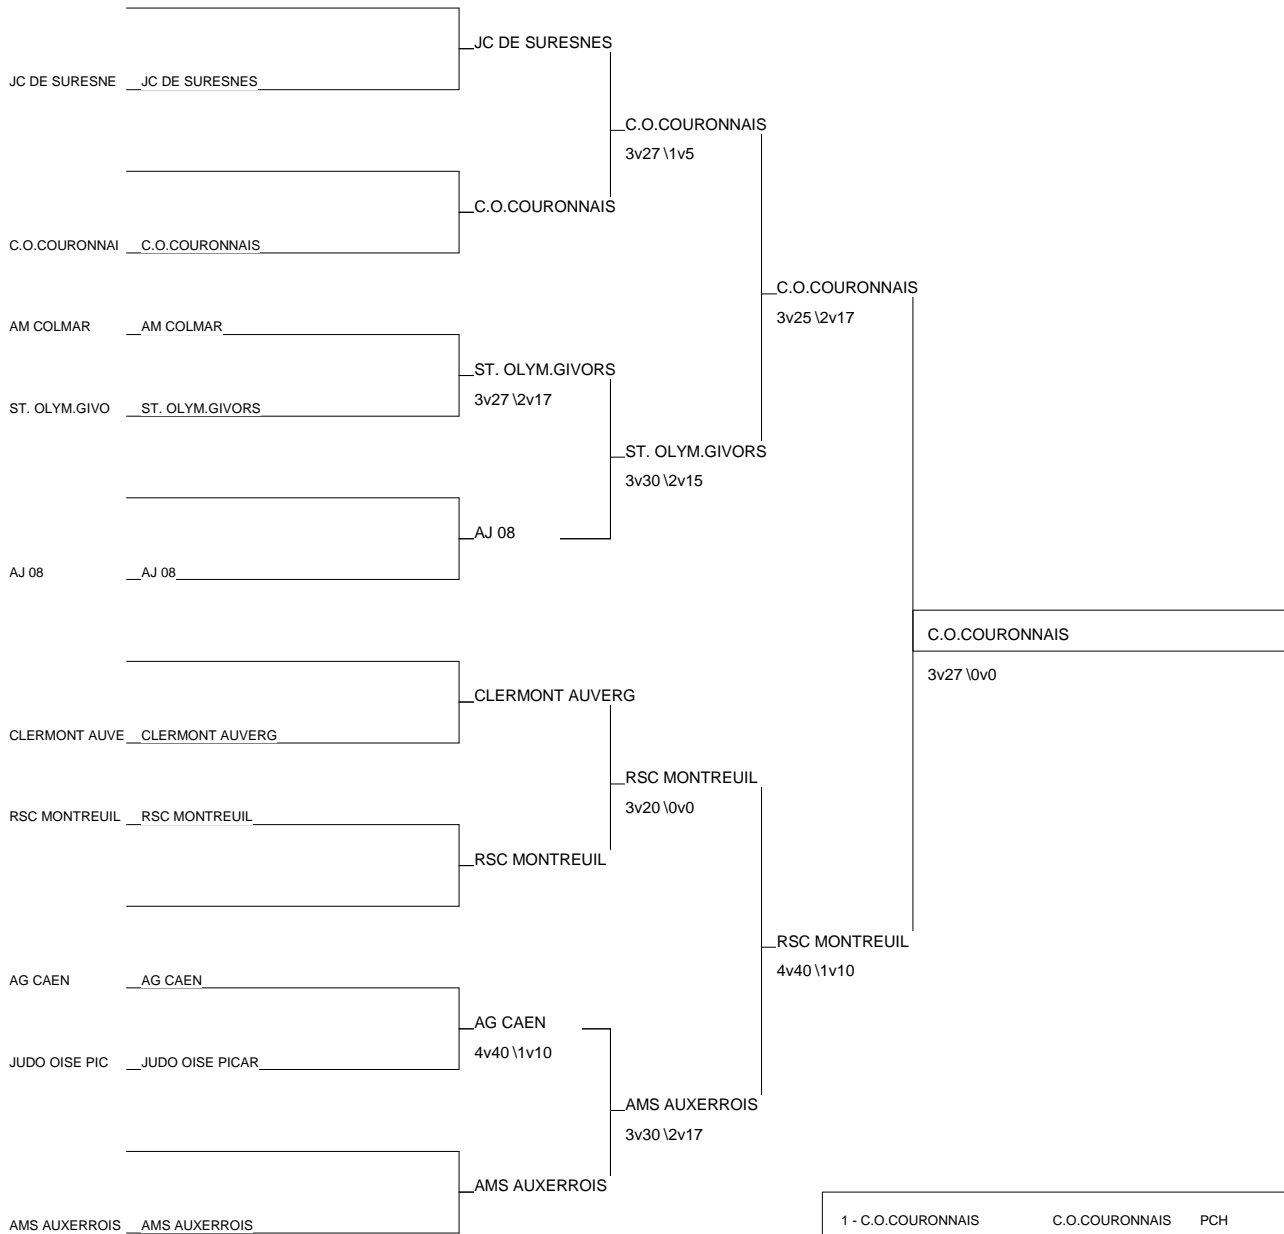 JC DE SURESNES
JC DE SURESNE JC DE SURESNES
C.O.COURONNAIS
3v27 \1v5
C.O.COURONNAIS
C.O.COURONNAI C.O.COURONNAIS
C.O.COURONNAIS
3v25 \2v17
AM COLMAR AM COLMAR
ST. OLYM.GIVORS
3v27 \2v17
ST. OLYM.GIVO ST. OLYM.GIVORS
ST. OLYM.GIVORS
3v30 \2v15
AJ 08
AJ 08 AJ 08
C.O.COURONNAIS
3v27 \0v0
CLERMONT AUVERG
CLERMONT AUVE CLERMONT AUVERG
RSC MONTREUIL
3v20 \0v0
RSC MONTREUIL RSC MONTREUIL
RSC MONTREUIL
RSC MONTREUIL
4v40 \1v10
AG CAEN AG CAEN
AG CAEN
4v40 \1v10
JUDO OISE PIC JUDO OISE PICAR
AMS AUXERROIS
3v30 \2v17
AMS AUXERROIS
AMS AUXERROIS AMS AUXERROIS
1 - C.O.COURONNAIS C.O.COURONNAIS PCH